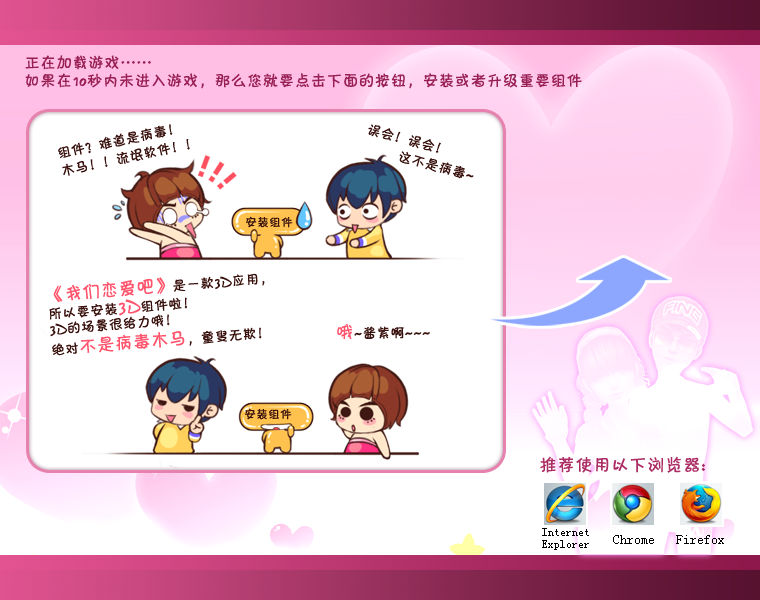 正在加载游戏……
如果在10秒内未进入游戏，那么您就要点击下面的按钮，安装或者升级重要组件
组件？难道是病毒！
木马！！流氓软件！！
!!!
误会！误会！
这不是病毒~
安装组件
《我们恋爱吧》是一款3D应用，
所以要安装3D组件啦！
3D的场景很给力哦！
绝对不是病毒木马，童叟无欺！
哦~酱紫啊~~~
安装组件
PING
推荐使用以下浏览器：
Internet Explorer
Chrome
Firefox